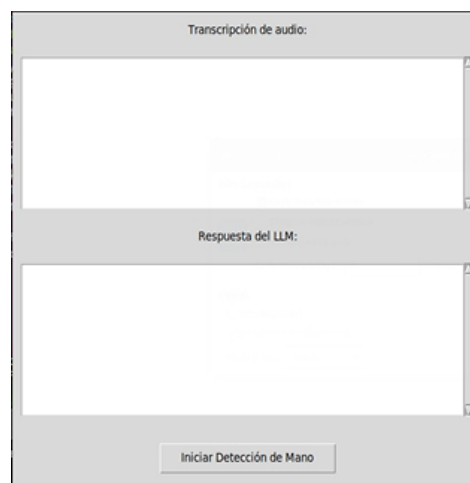 Transcripción de audio:
Respuesta del LLM:
Iniciar Detección de Mano